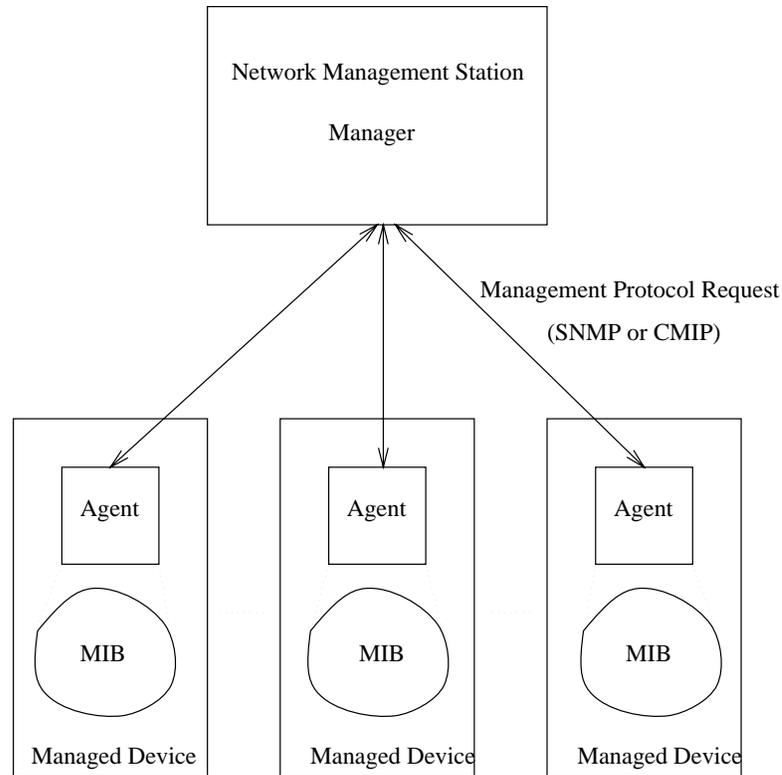 Network Management Station
Manager
Management Protocol Request
(SNMP or CMIP)
Agent
Agent
Agent
MIB
MIB
MIB
Managed Device
Managed Device
Managed Device